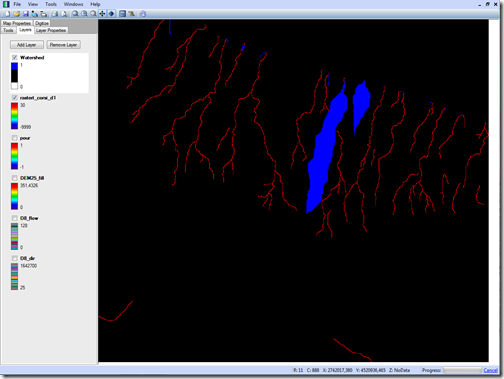 File View Tools Windows Help
Map Properties Digitize
Tools Layers Layer Properties
Add Layer Remove Layer
Watershed
1
0
30
-9999
pour
1
-1
DEM25_fill
351.4326
0
D8_flow
128
0
D8_dir
1642700
25
R: 11 C: 888 X: 2742017,380 Y: 4520936,465 Z: NoData Progress: Cancel